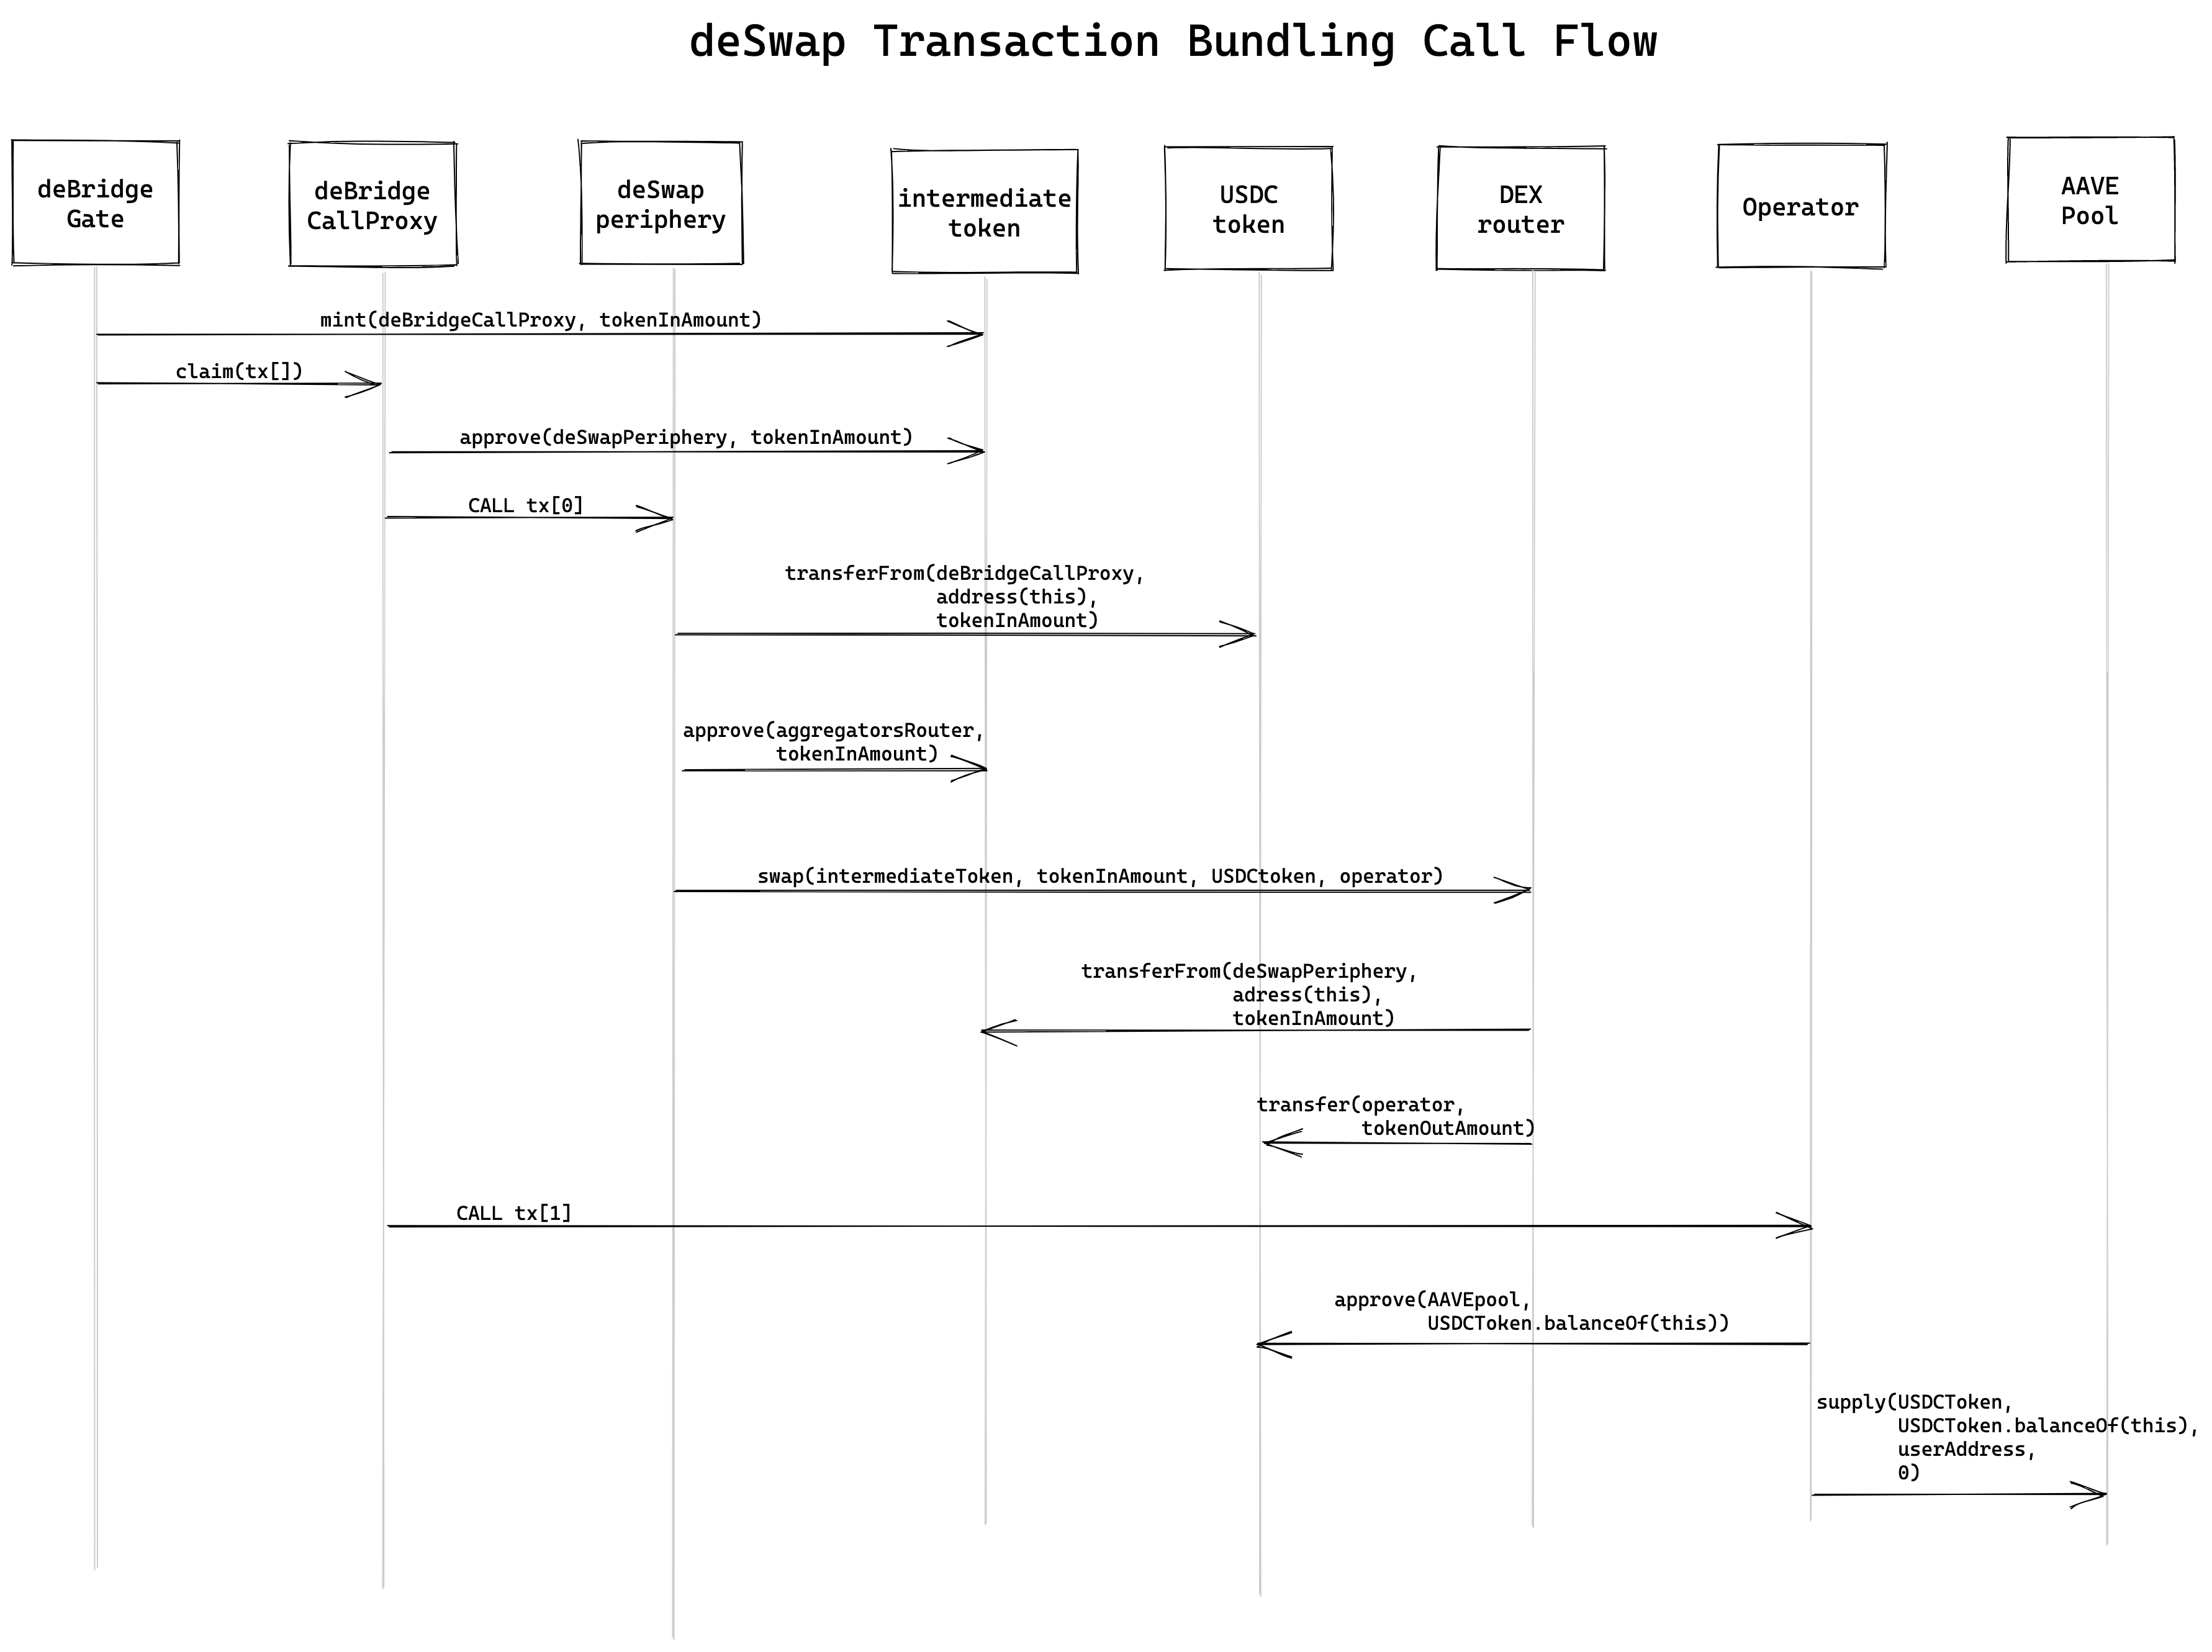 deSwap Transaction Bundling Call Flow
deBridge
Gate
deBridge
CallProxy
deSwap
periphery
intermediate
token
USDC
token
DEX
router
Operator
AAVE
Pool
mint(deBridgeCallProxy, tokenInAmount)
claim(tx[])
approve(deSwapPeriphery, tokenInAmount)
CALL tx[0]
transferFrom(deBridgeCallProxy,
address(this),
tokenInAmount)
approve(aggregatorsRouter,
tokenInAmount)
swap(intermediateToken, tokenInAmount, USDCtoken, operator)
transferFrom(deSwapPeriphery,
adress(this),
tokenInAmount)
transfer(operator,
tokenOutAmount)
CALL tx[1]
approve(AAVEpool,
USDCToken.balanceOf(this))
supply(USDCToken,
USDCToken.balanceOf(this),
userAddress,
0)